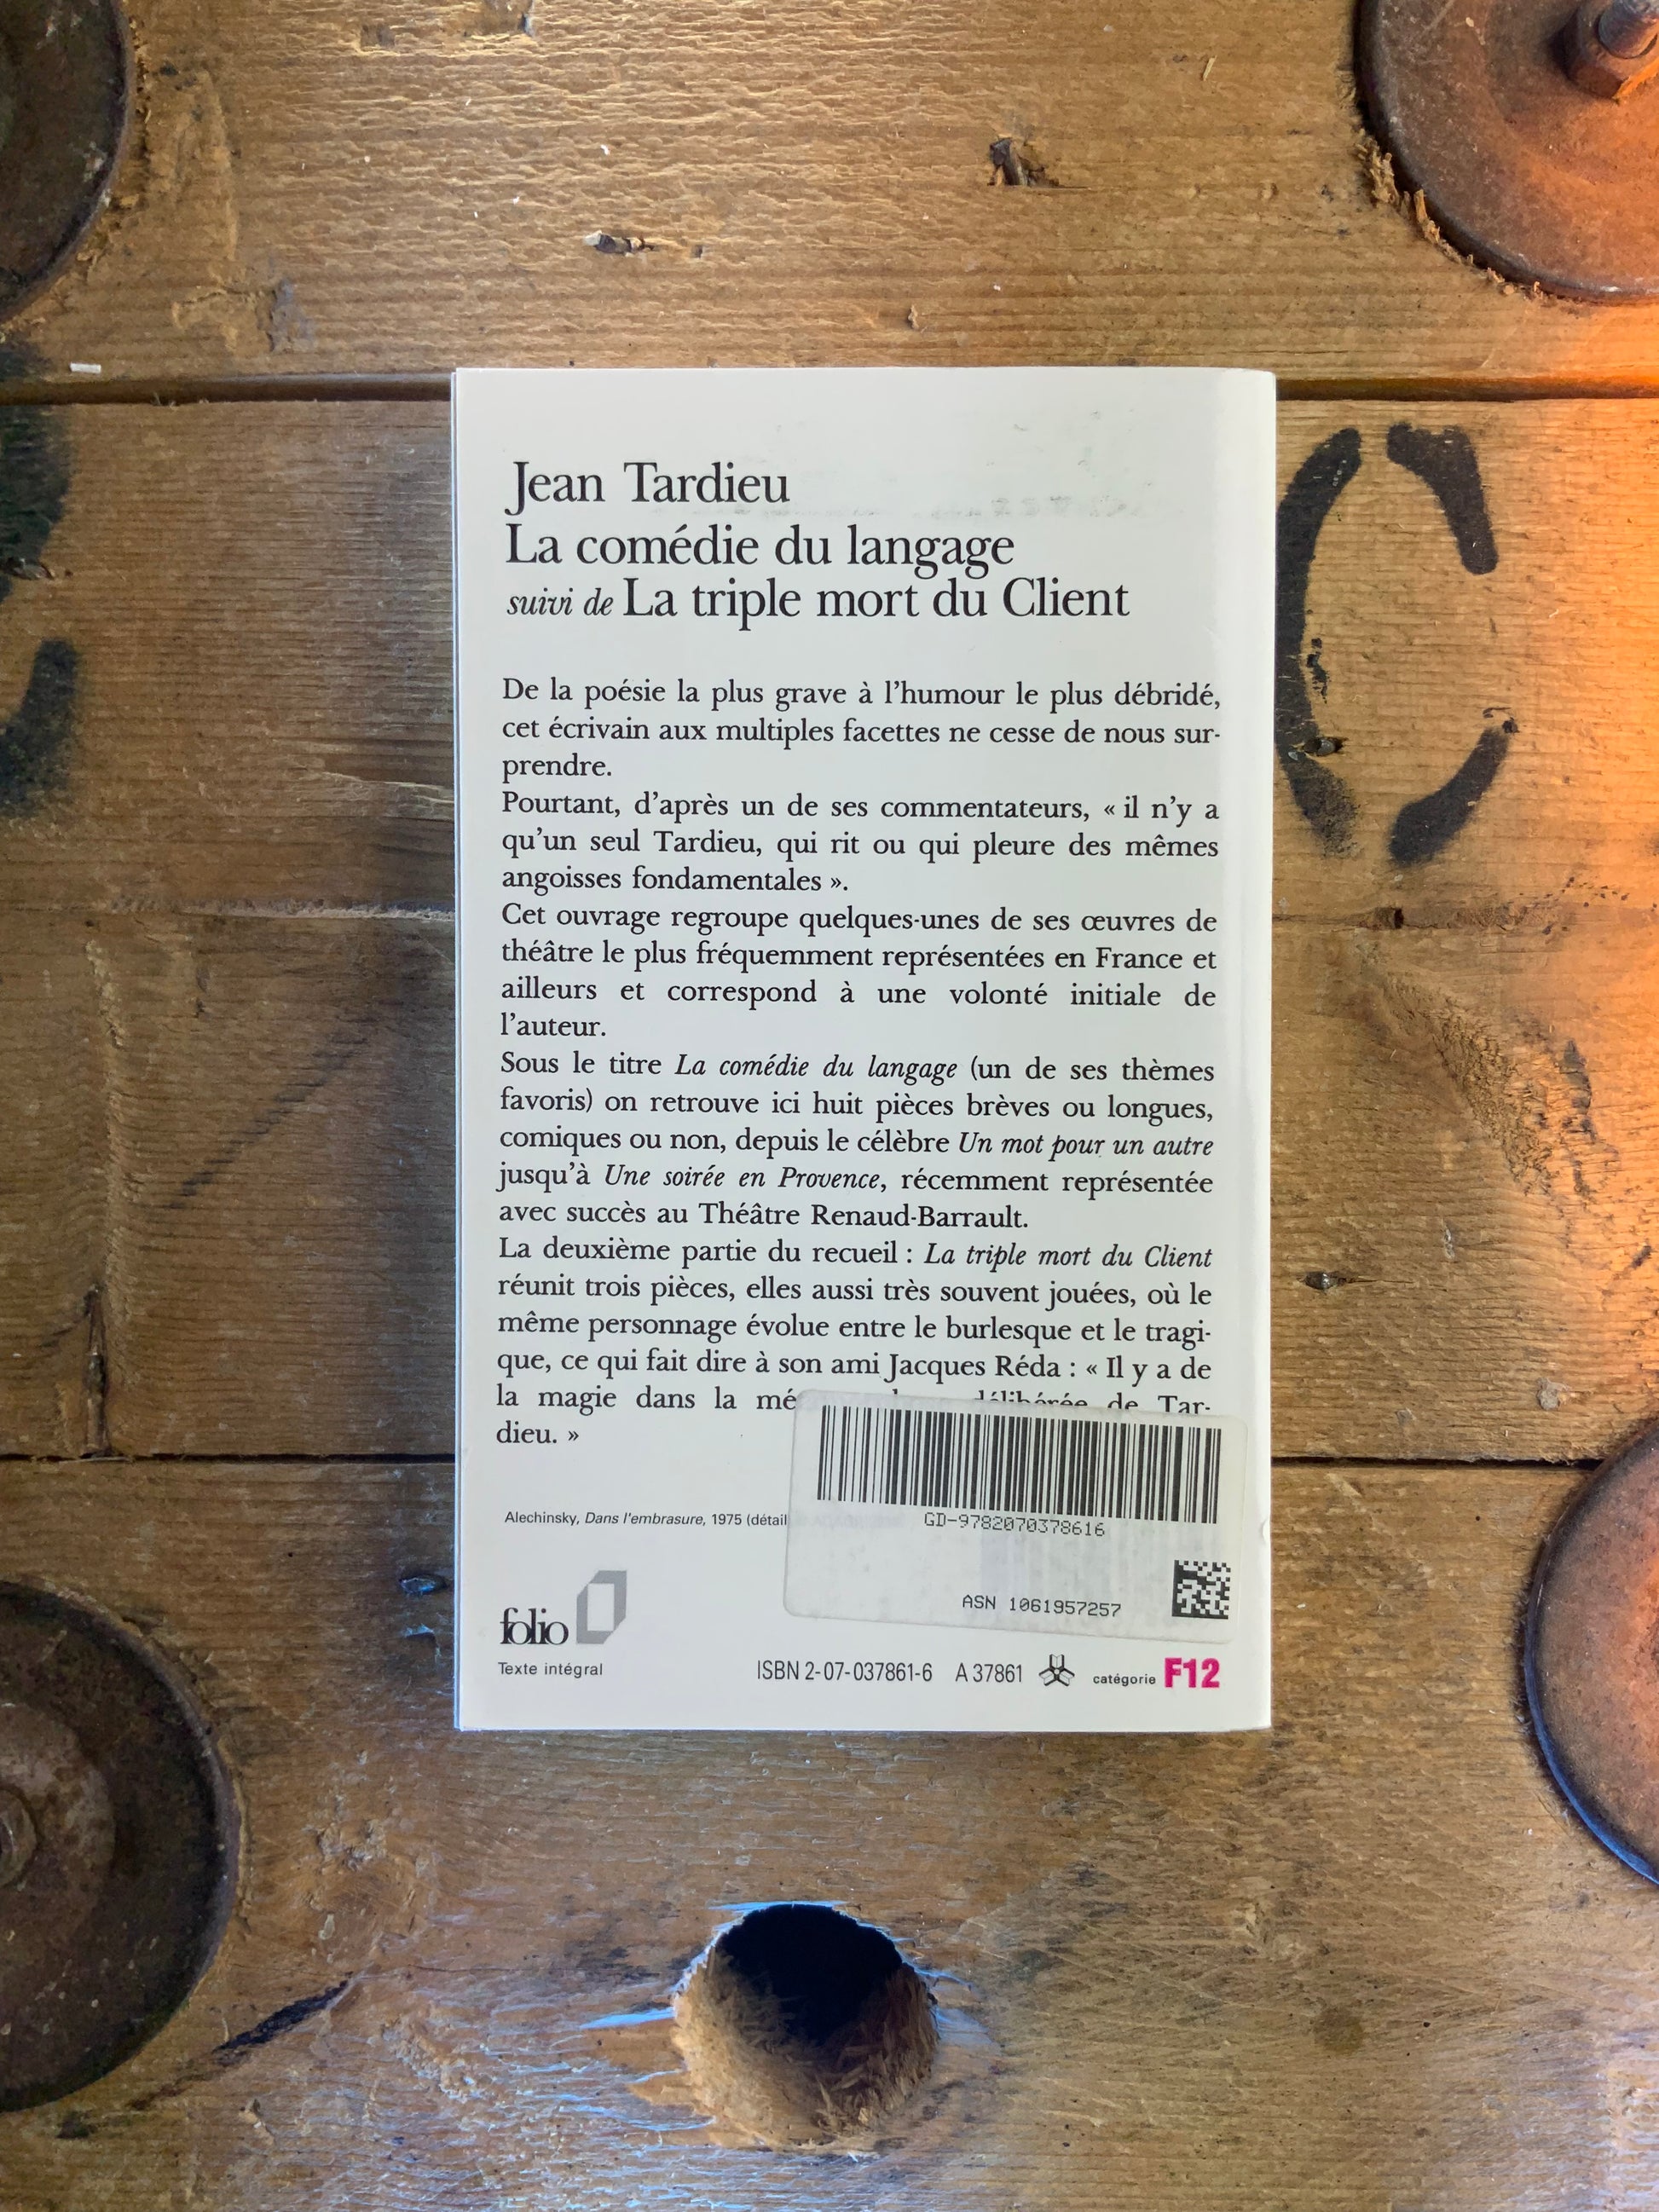 Jean Tardieu
La comédie du langage
suivi de La triple mort du Client
De la poésie la plus grave à l'humour le plus débridé,
cet écrivain aux multiples facettes ne cesse de nous sur-
prendre.
Pourtant, d'après un de ses commentateurs, « il n'y a
qu'un seul Tardieu, qui rit ou qui pleure des mêmes
angoisses fondamentales ».
Cet ouvrage regroupe quelques-unes de ses œuvres de
théâtre le plus fréquemment représentées en France et
ailleurs et correspond à une volonté initiale de
l'auteur.
Sous le titre La comédie du langage (un de ses thèmes
favoris) on retrouve ici huit pièces brèves ou longues,
comiques ou non, depuis le célèbre Un mot pour un autre
jusqu'à Une soirée en Provence, récemment représentée
avec succès au Théâtre Renaud-Barrault.
La deuxième partie du recueil : La triple mort du Client
réunit trois pièces, elles aussi très souvent jouées, où le
même personnage évolue entre le burlesque et le tragi-
que, ce qui fait dire à son ami Jacques Réda : « Il y a de
la magie dans la délibérée de Tar-
dieu. »
GD-9782070378616
Alechinsky, Dans l'embrasure, 1975 (détail
ASN 1061957257
folio
Texte intégral
ISBN 2-07-037861-6 A 37861 catégorie F12
C